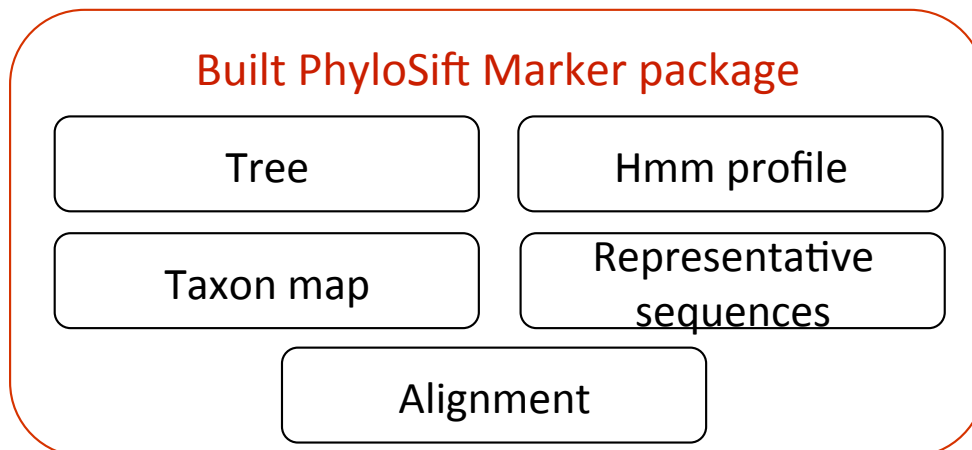 Built PhyloSift Marker package
Tree
Hmm profile
Taxon map
Representative
sequences
Alignment